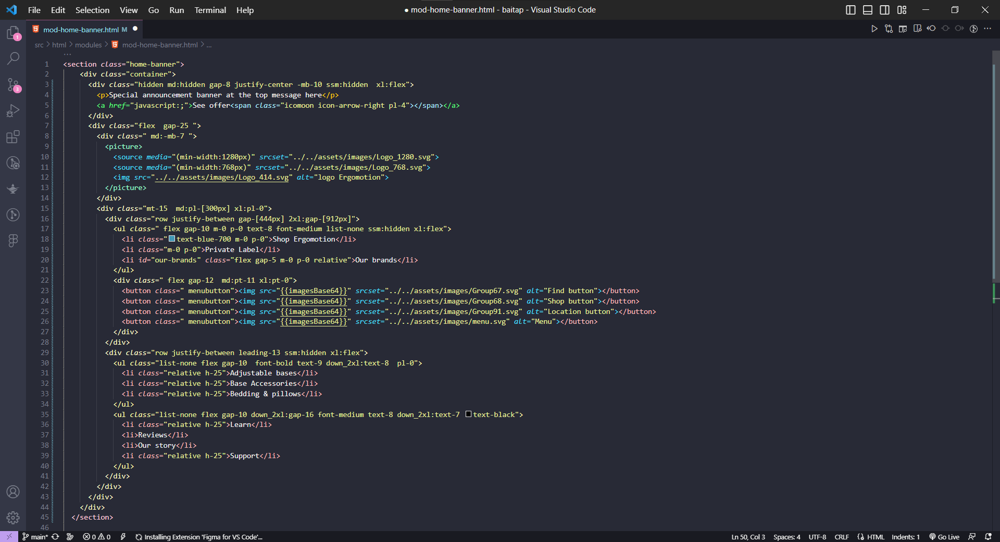 File Edit Selection View Go Run Terminal Help
● mod-home-banner.html - baitap - Visual Studio Code
mod-home-banner.html M
src > html > modules > mod-home-banner.html > ...
1 <section class="home-banner">
2 <div class="container">
3 <div class="hidden md:hidden gap-8 justify-center -mb-10 ssm:hidden  xl:flex">
4 <p>Special announcement banner at the top message here</p>
5 <a href="javascript:;">See offer<span class="icomoon icon-arrow-right pl-4"></span></a>
6 </div>
7 <div class="flex  gap-25 ">
8 <div class=" md:-mb-7 ">
9 <picture>
10 <source media="(min-width:1280px)" srcset="../../assets/images/Logo_1280.svg">
11 <source media="(min-width:768px)" srcset="../../assets/images/Logo_768.svg">
12 <img src="../../assets/images/Logo_414.svg" alt="logo Ergomotion">
13 </picture>
14 </div>
15 <div class="mt-15  md:pl-[300px] xl:pl-0">
16 <div class="row justify-between gap-[444px] 2xl:gap-[912px]">
17 <ul class=" flex gap-10 m-0 p-0 text-8 font-medium list-none ssm:hidden xl:flex">
18 <li class="text-blue-700 m-0 p-0">Shop Ergomotion</li>
19 <li class="m-0 p-0">Private Label</li>
20 <li id="our-brands" class="flex gap-5 m-0 p-0 relative">Our brands</li>
21 </ul>
22 <div class=" flex gap-12  md:pt-11 xl:pt-0">
23 <button class=" menubutton"><img src="{{imagesBase64}}" srcset="../../assets/images/Group67.svg" alt="Find button"></button>
24 <button class=" menubutton"><img src="{{imagesBase64}}" srcset="../../assets/images/Group68.svg" alt="Shop button"></button>
25 <button class=" menubutton"><img src="{{imagesBase64}}" srcset="../../assets/images/Group91.svg" alt="Location button"></button>
26 <button class=" menubutton"><img src="{{imagesBase64}}" srcset="../../assets/images/menu.svg" alt="Menu"></button>
27 </div>
28 </div>
29 <div class="row justify-between leading-13 ssm:hidden xl:flex">
30 <ul class="list-none flex gap-10  font-bold text-9 down_2xl:text-8  pl-0">
31 <li class="relative h-25">Adjustable bases</li>
32 <li class="relative h-25">Base Accessories</li>
33 <li class="relative h-25">Bedding & pillows</li>
34 </ul>
35 <ul class="list-none flex gap-10 down_2xl:gap-16 font-medium text-8 down_2xl:text-7 text-black">
36 <li class="relative h-25">Learn</li>
37 <li>Reviews</li>
38 <li>Our story</li>
39 <li class="relative h-25">Support</li>
40 </ul>
41 </div>
42 </div>
43 </div>
44 </div>
45 </section>
46
1
3
main* 0 0 Installing Extension 'Figma for VS Code'... Ln 50, Col 3 Spaces: 4 UTF-8 CRLF HTML Indents: 1 Go Live